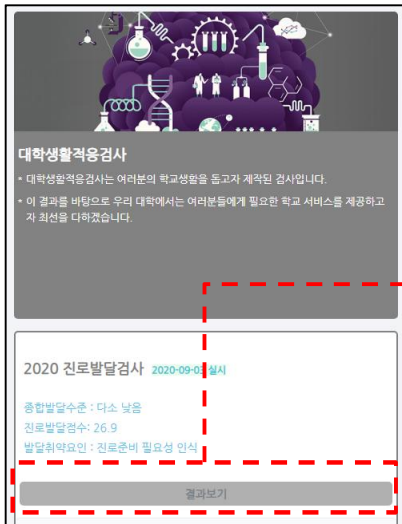 대학생활적응검사
* 대학생활적응검사는 여러분의 학교생활을 돕고자 제작된 검사입니다.
* 이 결과를 바탕으로 우리 대학에서는 여러분들에게 필요한 학교 서비스를 제공하고
자 최선을 다하겠습니다.
2020 진로발달검사 2020-09-03 실시
종합발달수준 : 다소 낮음
진로발달점수: 26.9
발달취약요인 : 진로준비 필요성 인식
결과보기